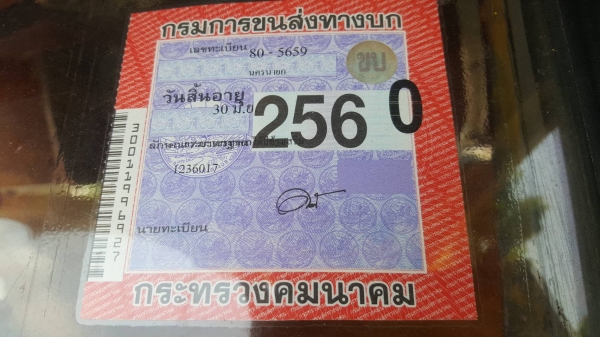 กรมการขนส่งทางบก
เลขทะเบียน 80 - 5659
ขบ
นครนายก
วันสิ้นอายุ
30 มิ.ย
2560
1236017
นายทะเบียน
กระทรวงคมนาคม
30011996927